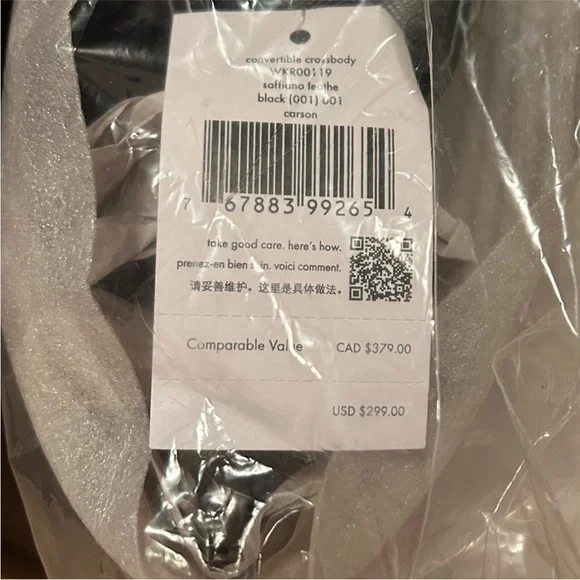 convertible crossbody
WKR00119
saffiano leathe
black (001) 001
carson
7 67883 99265 4
take good care. here's how.
prenez-en bien soin. voici comment.
请妥善维护。这里是具体做法。
Comparable Value CAD $379.00
USD $299.00